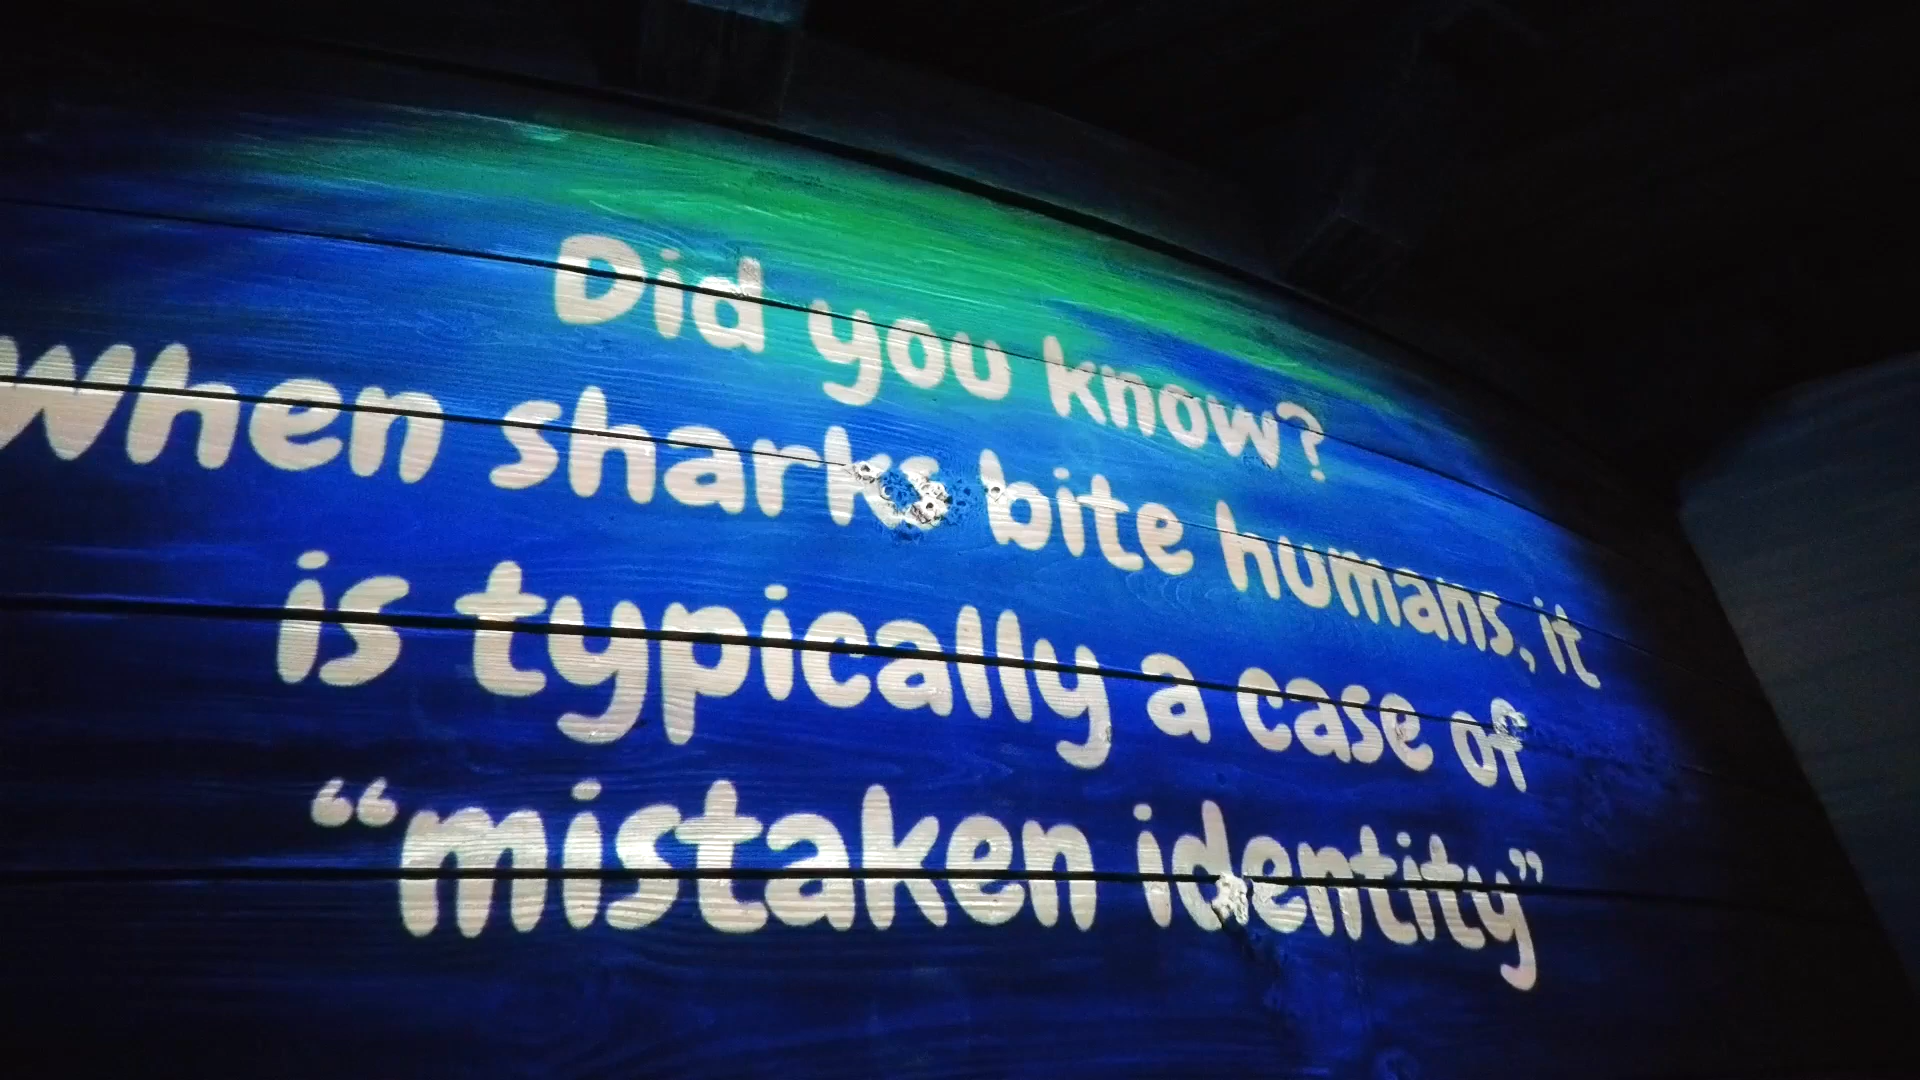 Did you know?
When sharks bite humans, it
is typically a case of
“mistaken identity”